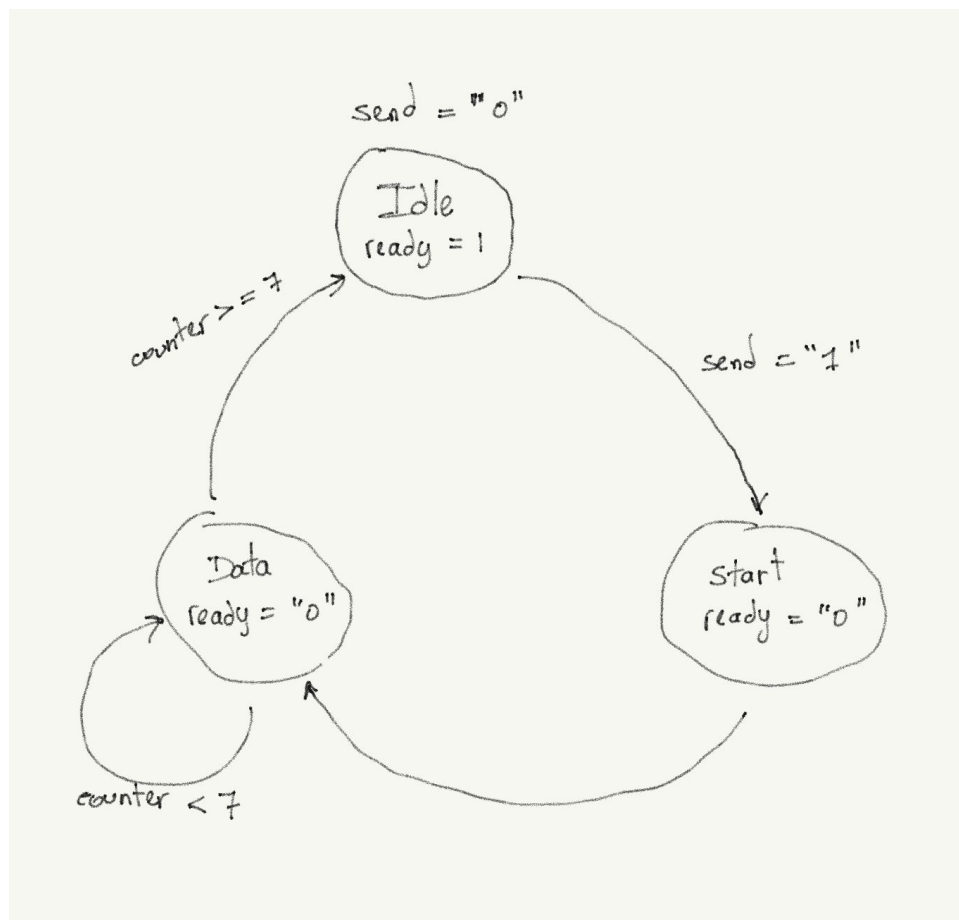 send = "0"
Idle
ready = 1
counter >= 7
send = "1"
Data
ready = "0"
Start
ready = "0"
counter < 7